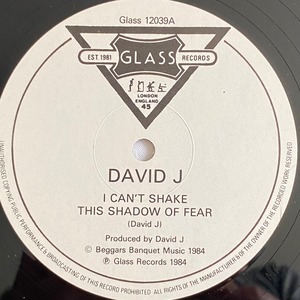 Glass 12039A
EST. 1981 GLASS RECORDS
LONDON
ENGLAND
45
DAVID J
I CAN'T SHAKE
THIS SHADOW OF FEAR
(David J)
Produced by David J
© Beggars Banquet Music 1984
℗ Glass Records 1984
UNAUTHORISED COPYING PUBLIC PERFORMANCE & BROADCASTING OF THIS RECORD PROHIBITED ALL RIGHTS OF THE MANUFACTURER & OF THE OWNER OF THE RECORDED WORK RESERVED